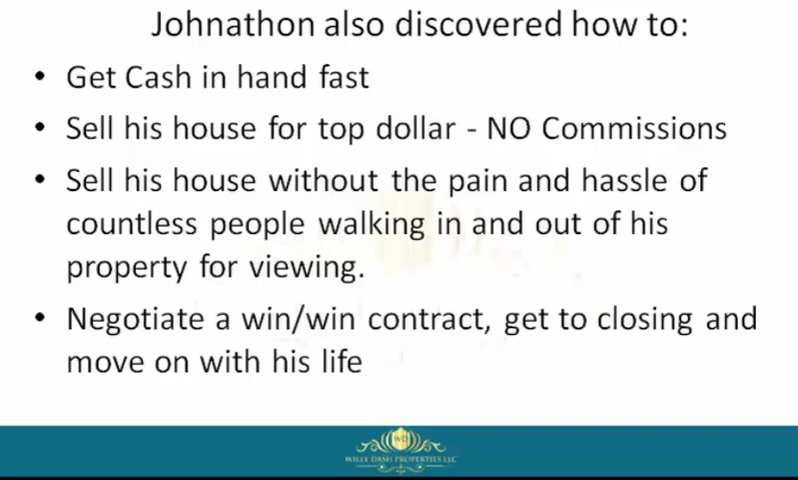 Johnathon also discovered how to:
• Get Cash in hand fast
• Sell his house for top dollar - NO Commissions
• Sell his house without the pain and hassle of
countless people walking in and out of his
property for viewing.
• Negotiate a win/win contract, get to closing and
move on with his life
PROPERTIES LLC